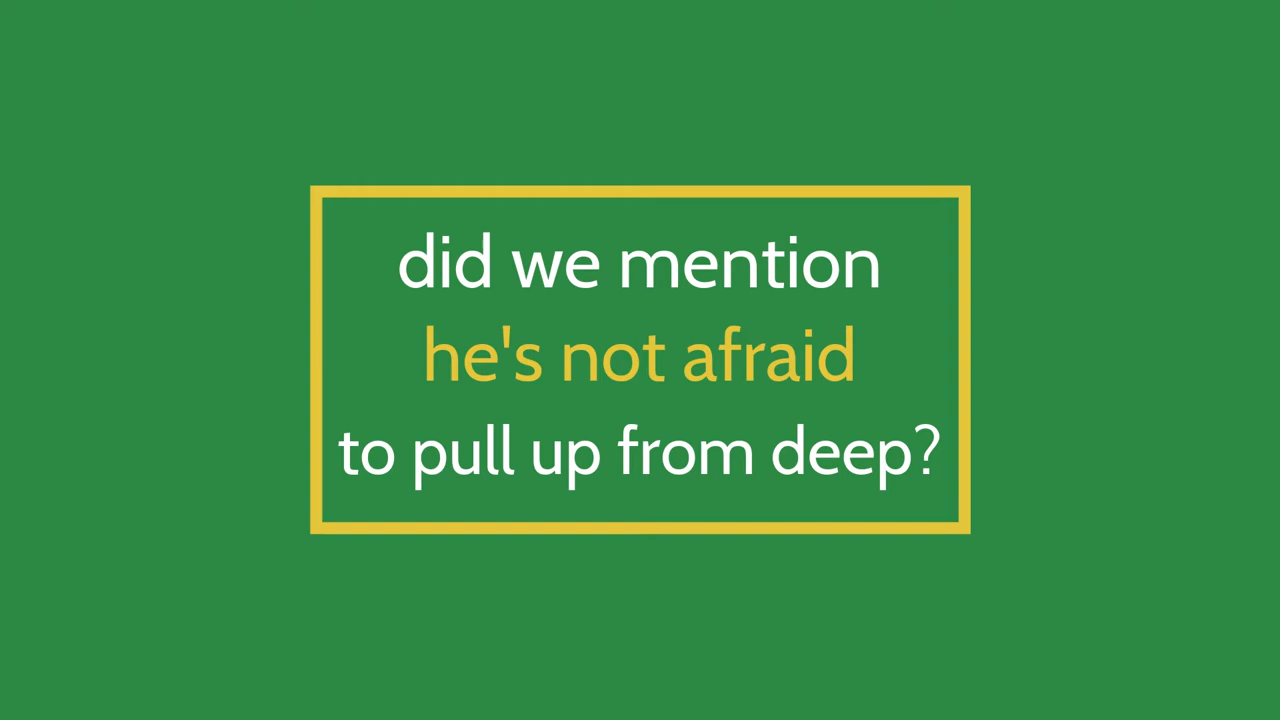 did we mention
he's not afraid
to pull up from deep?